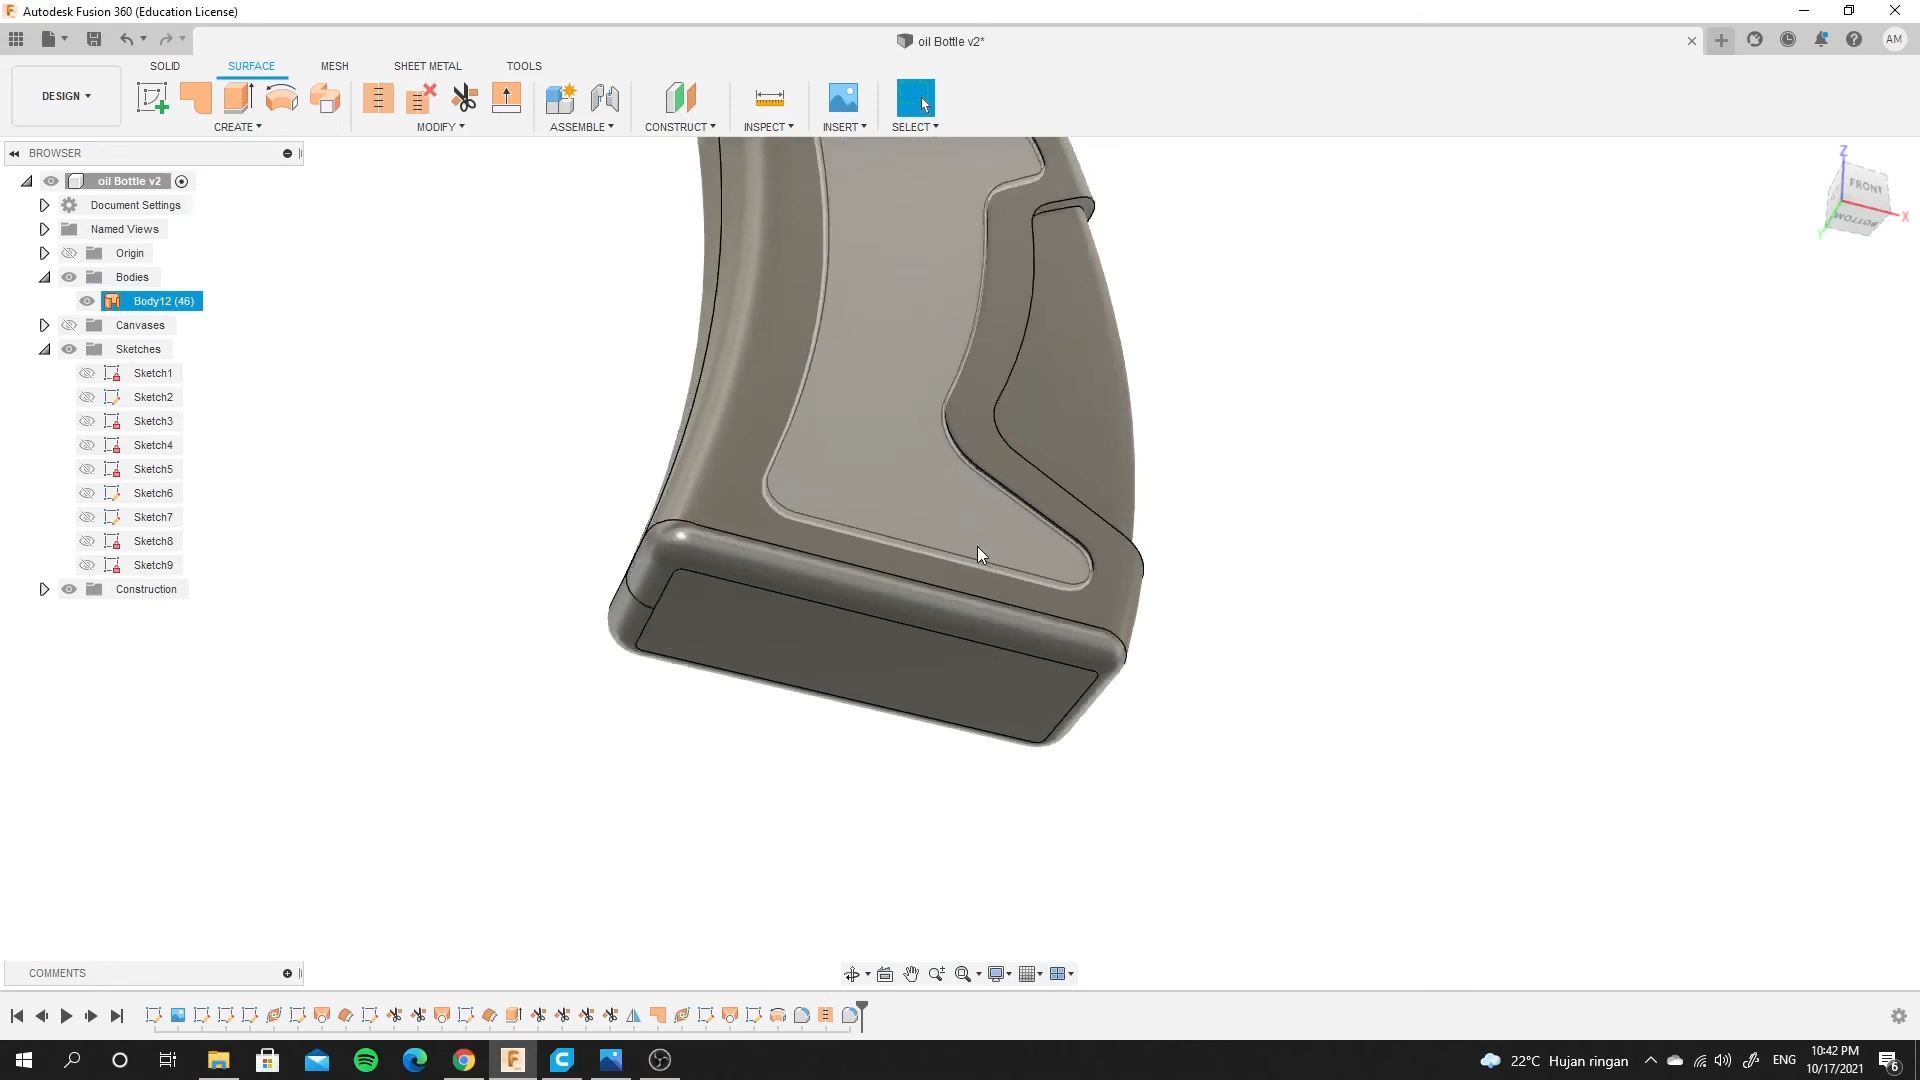 Autodesk Fusion 360 (Education License)
oil Bottle v2*
AM
DESIGN
SOLID
SURFACE
MESH
SHEET METAL
TOOLS
CREATE
MODIFY
ASSEMBLE
CONSTRUCT
INSPECT
INSERT
SELECT
BROWSER
oil Bottle v2
Document Settings
Named Views
Origin
Bodies
Body12 (46)
Canvases
Sketches
Sketch1
Sketch2
Sketch3
Sketch4
Sketch5
Sketch6
Sketch7
Sketch8
Sketch9
Construction
Z
FRONT
BOTTOM
X
Y
COMMENTS
22°C Hujan ringan
ENG
10:42 PM
10/17/2021
6